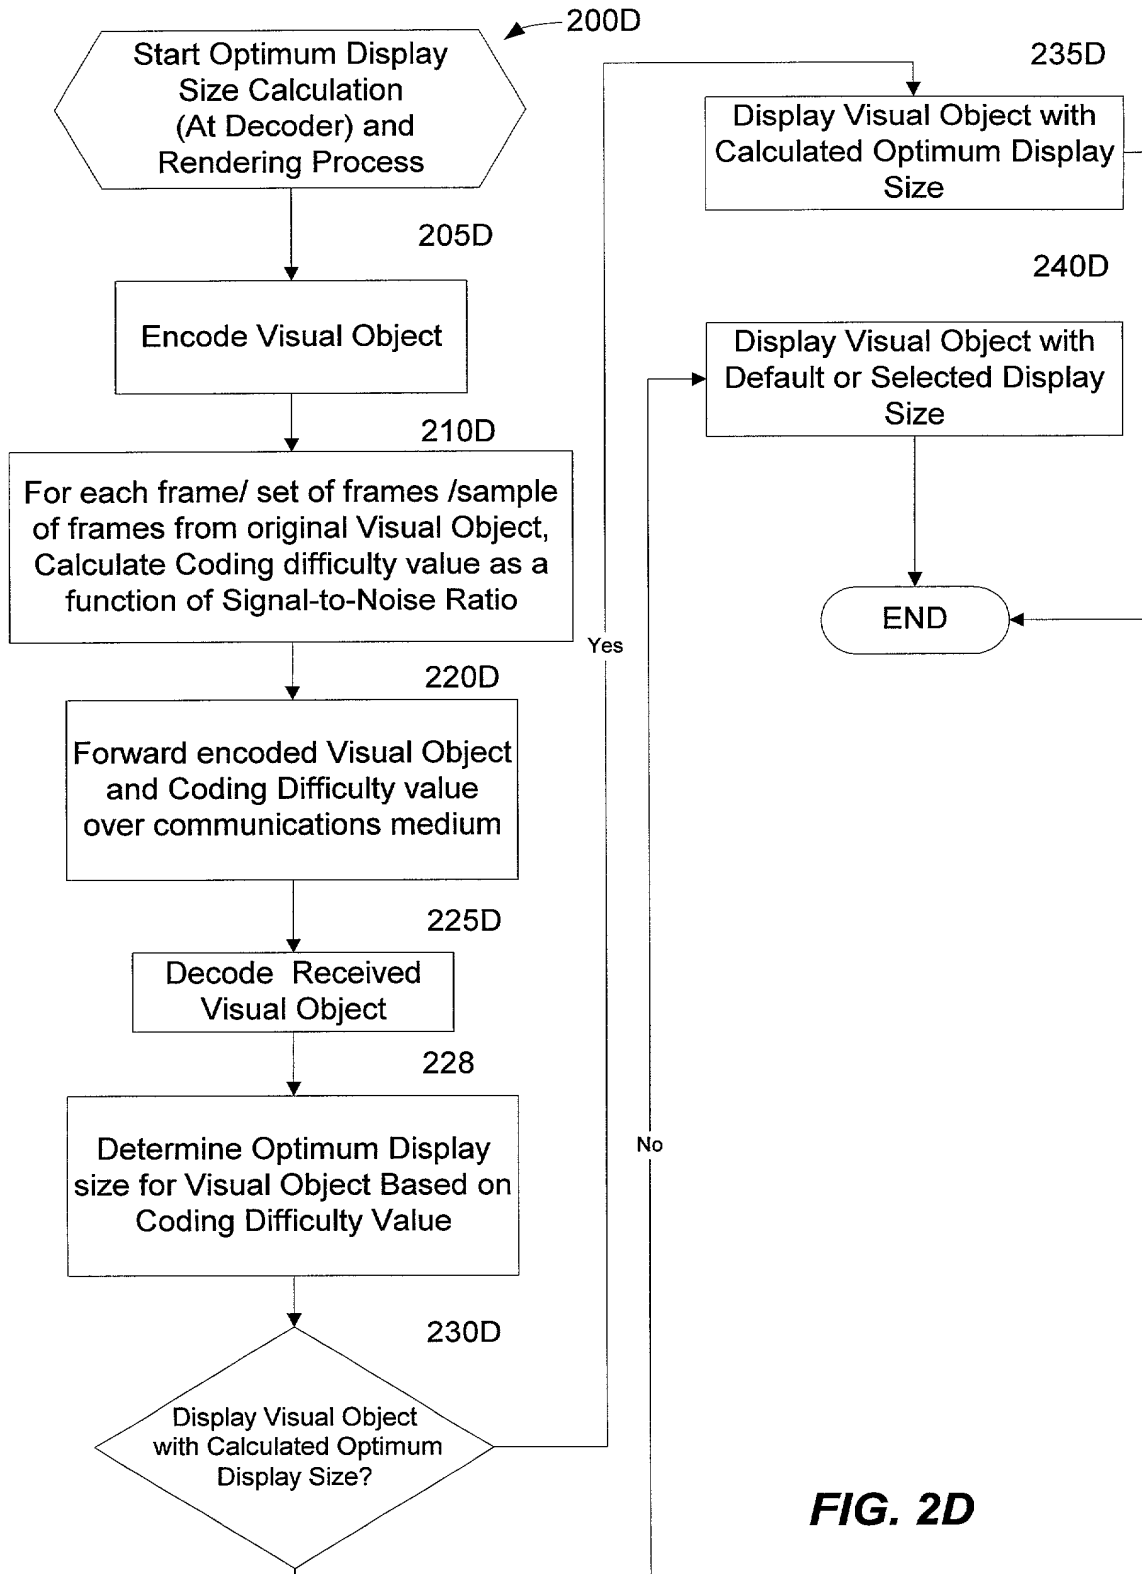 200D
Start Optimum Display
Size Calculation
(At Decoder) and
Rendering Process
205D
Encode Visual Object
210D
For each frame/ set of frames /sample
of frames from original Visual Object,
Calculate Coding difficulty value as a
function of Signal-to-Noise Ratio
220D
Forward encoded Visual Object
and Coding Difficulty value
over communications medium
225D
Decode Received
Visual Object
228
Determine Optimum Display
size for Visual Object Based on
Coding Difficulty Value
230D
Display Visual Object
with Calculated Optimum
Display Size?
Yes
No
235D
Display Visual Object with
Calculated Optimum Display
Size
240D
Display Visual Object with
Default or Selected Display
Size
END
FIG. 2D